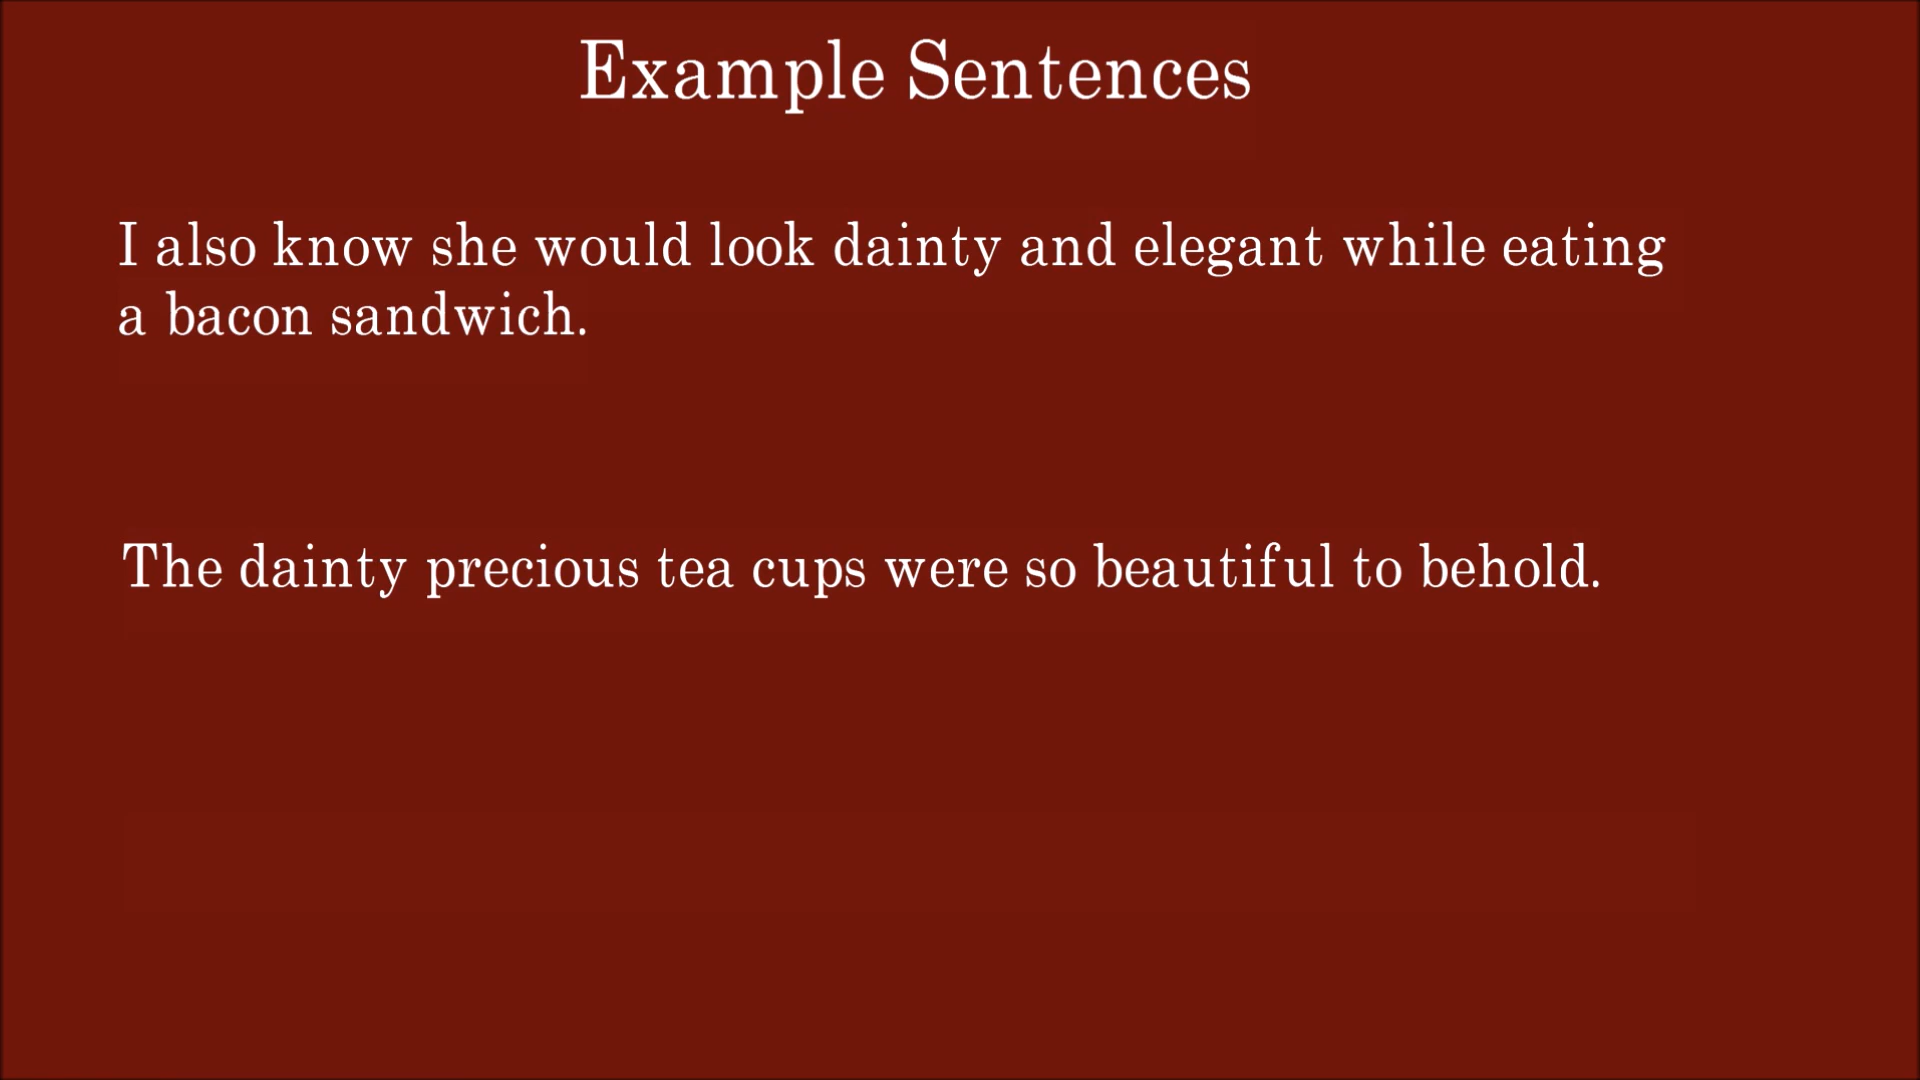 Example Sentences
I also know she would look dainty and elegant while eating
a bacon sandwich.
The dainty precious tea cups were so beautiful to behold.